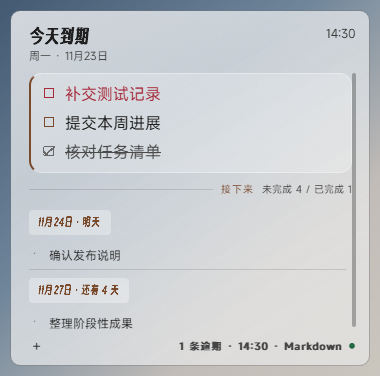 今天到期
14:30
周一 · 11月23日
补交测试记录
提交本周进展
核对任务清单
接下来 未完成 4 / 已完成 1
11月24日 · 明天
确认发布说明
11月27日 · 还有 4 天
整理阶段性成果
+ 1 条逾期 · 14:30 · Markdown